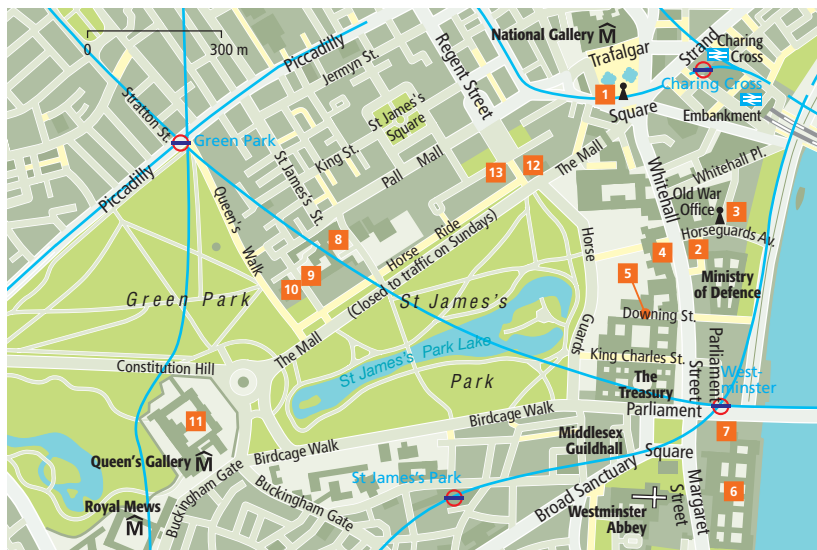 National Gallery
Trafalgar
Square
Strand
Charing
Cross
Charing Cross
Embankment
0
300 m
Piccadilly
Jermyn St.
Regent Street
Stratton St.
Green Park
St James's
Square
King St.
St James's St.
Pall Mall
The Mall
Whitehall
Whitehall Pl.
Old War
Office
Horseguards Av.
1
13
12
3
2
4
5
8
9
10
Piccadilly
Queen's
Walk
Horse Ride
(Closed to traffic on Sundays)
Horse
Guards
Ministry
of Defence
Downing St.
Green Park
St James's
Park
St James's Park Lake
The Mall
Constitution Hill
King Charles St.
Parliament
Street
West-
minster
The
Treasury
Parliament
Square
7
6
11
Birdcage Walk
Birdcage Walk
Middlesex
Guildhall
Queen's Gallery
Buckingham Gate
Buckingham Gate
St James's Park
Broad Sanctuary
Margaret
Street
Royal Mews
Westminster
Abbey